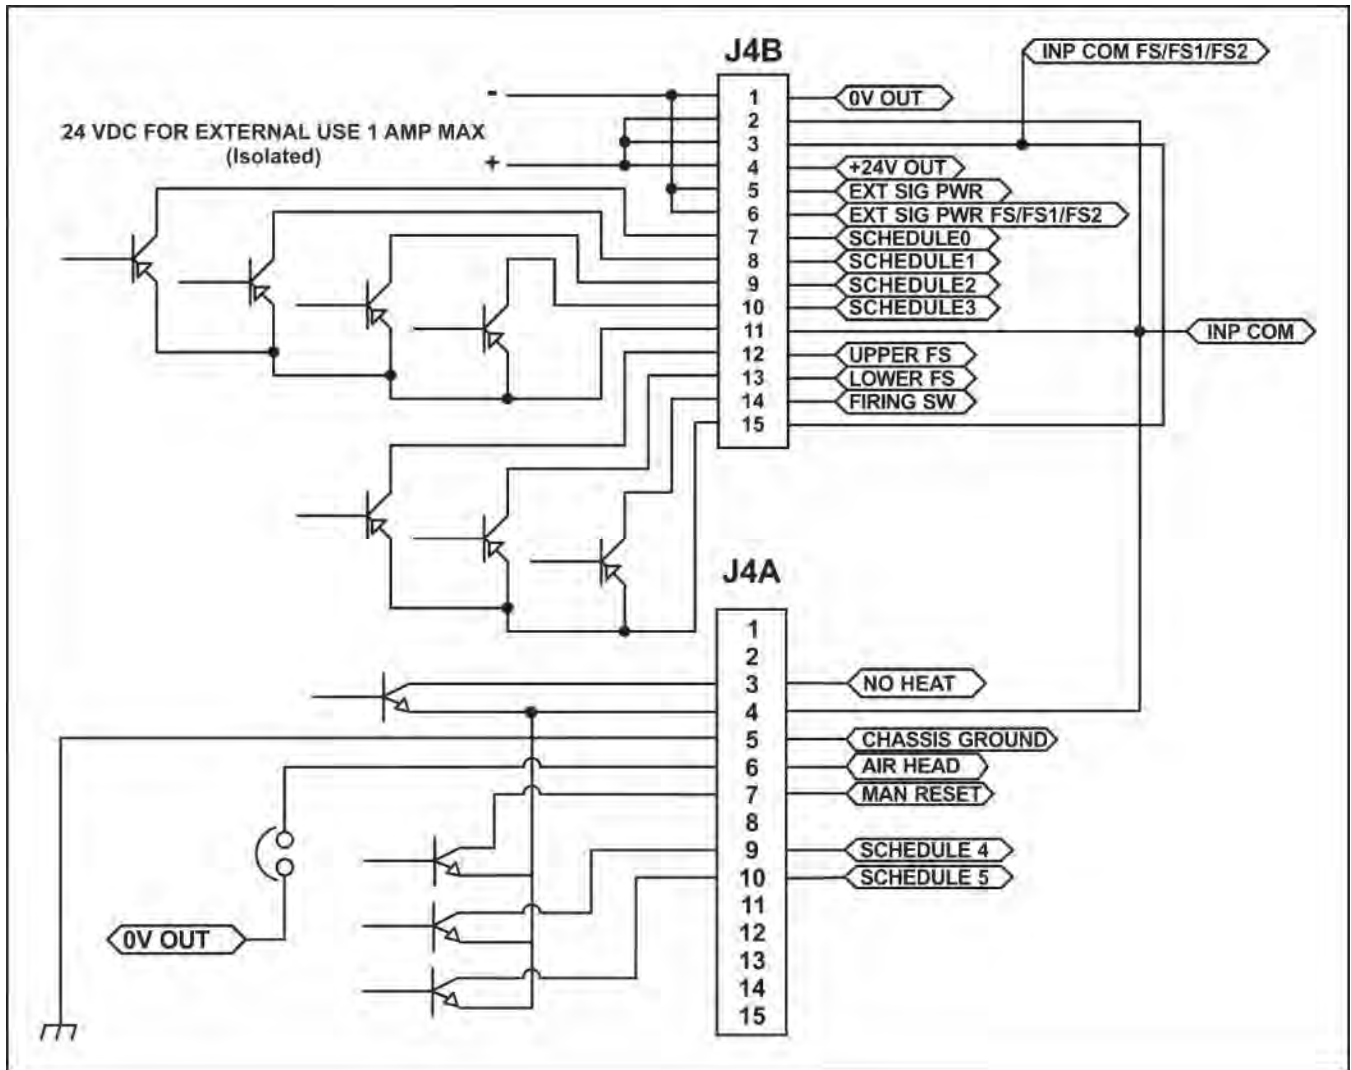 J4B
INP COM FS/FS1/FS2
-
24 VDC FOR EXTERNAL USE 1 AMP MAX
(Isolated)
+
1
0V OUT
2
3
4
+24V OUT
5
EXT SIG PWR
6
EXT SIG PWR FS/FS1/FS2
7
SCHEDULE0
8
SCHEDULE1
9
SCHEDULE2
10
SCHEDULE3
11
INP COM
12
UPPER FS
13
LOWER FS
14
FIRING SW
15
J4A
1
2
3
NO HEAT
4
5
CHASSIS GROUND
6
AIR HEAD
7
MAN RESET
8
9
SCHEDULE 4
10
SCHEDULE 5
11
12
13
14
15
0V OUT